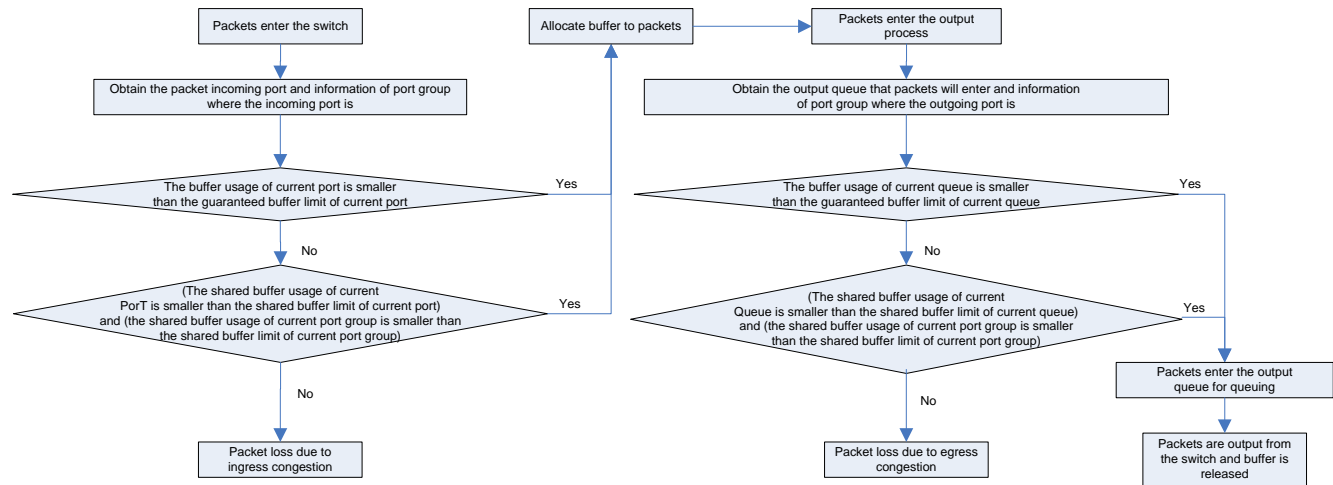 Packets enter the switch
Obtain the packet incoming port and information of port group
where the incoming port is
The buffer usage of current port is smaller
than the guaranteed buffer limit of current port
Yes
No
(The shared buffer usage of current
PorT is smaller than the shared buffer limit of current port)
and (the shared buffer usage of current port group is smaller than
the shared buffer limit of current port group)
Yes
No
Packet loss due to
ingress congestion
Allocate buffer to packets
Packets enter the output
process
Obtain the output queue that packets will enter and information
of port group where the outgoing port is
The buffer usage of current queue is smaller
than the guaranteed buffer limit of current queue
Yes
No
(The shared buffer usage of current
Queue is smaller than the shared buffer limit of current queue)
and (the shared buffer usage of current port group is smaller
than the shared buffer limit of current port group)
Yes
No
Packet loss due to egress
congestion
Packets enter the output
queue for queuing
Packets are output from
the switch and buffer is
released